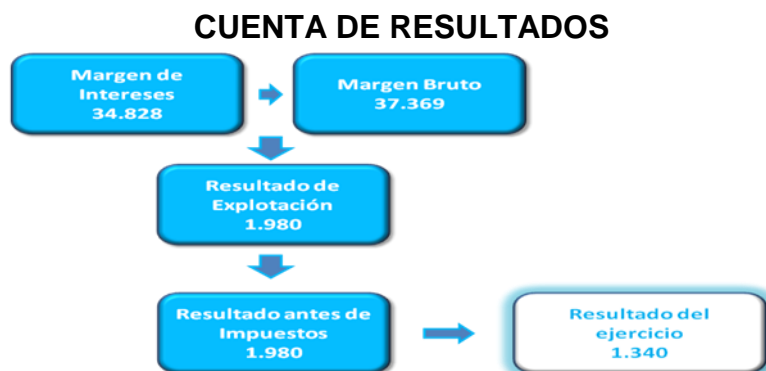 CUENTA DE RESULTADOS
Margen de
Intereses
34.828
Margen Bruto
37.369
Resultado de
Explotación
1.980
Resultado antes de
Impuestos
1.980
Resultado del
ejercicio
1.340